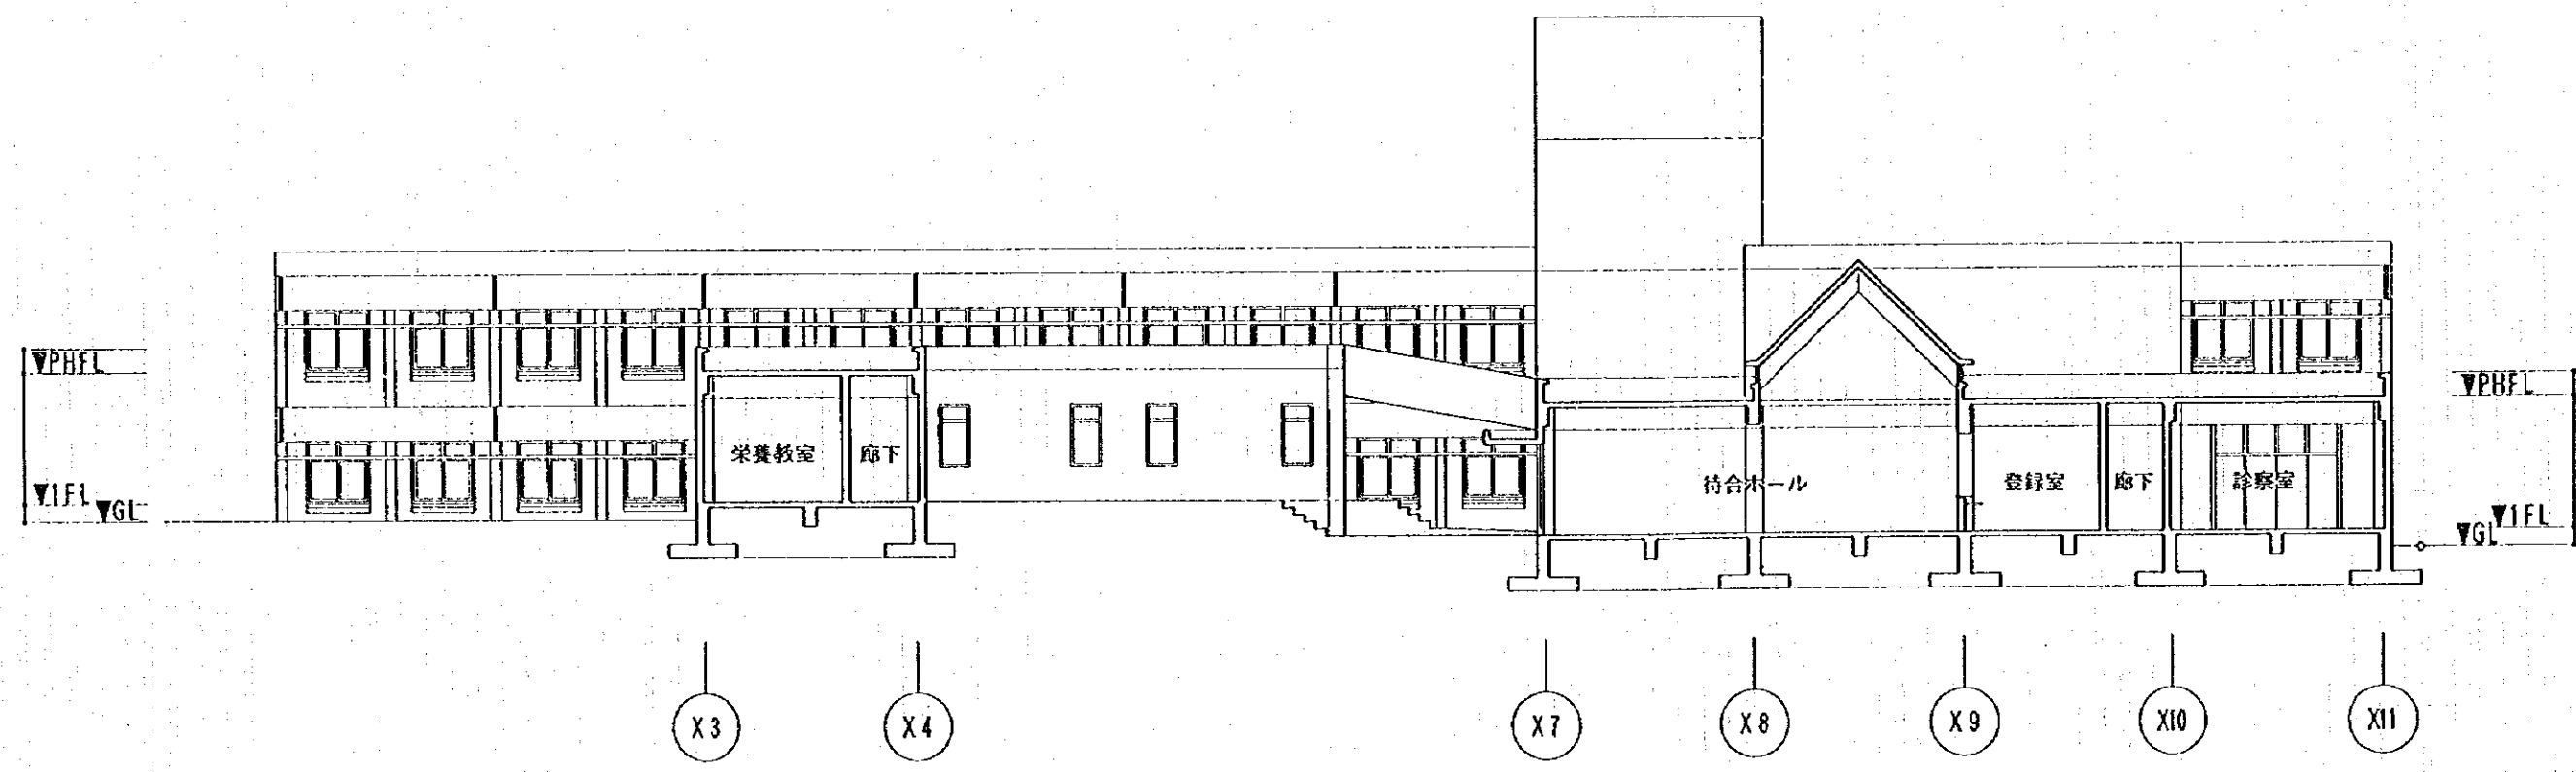 ▼PHFL
▼PHFL
栄養教室
廊下
待合ホール
登録室
廊下
診察室
▼1FL
▼GL
▼1FL
▼GL
X3
X4
X7
X8
X9
X10
X11